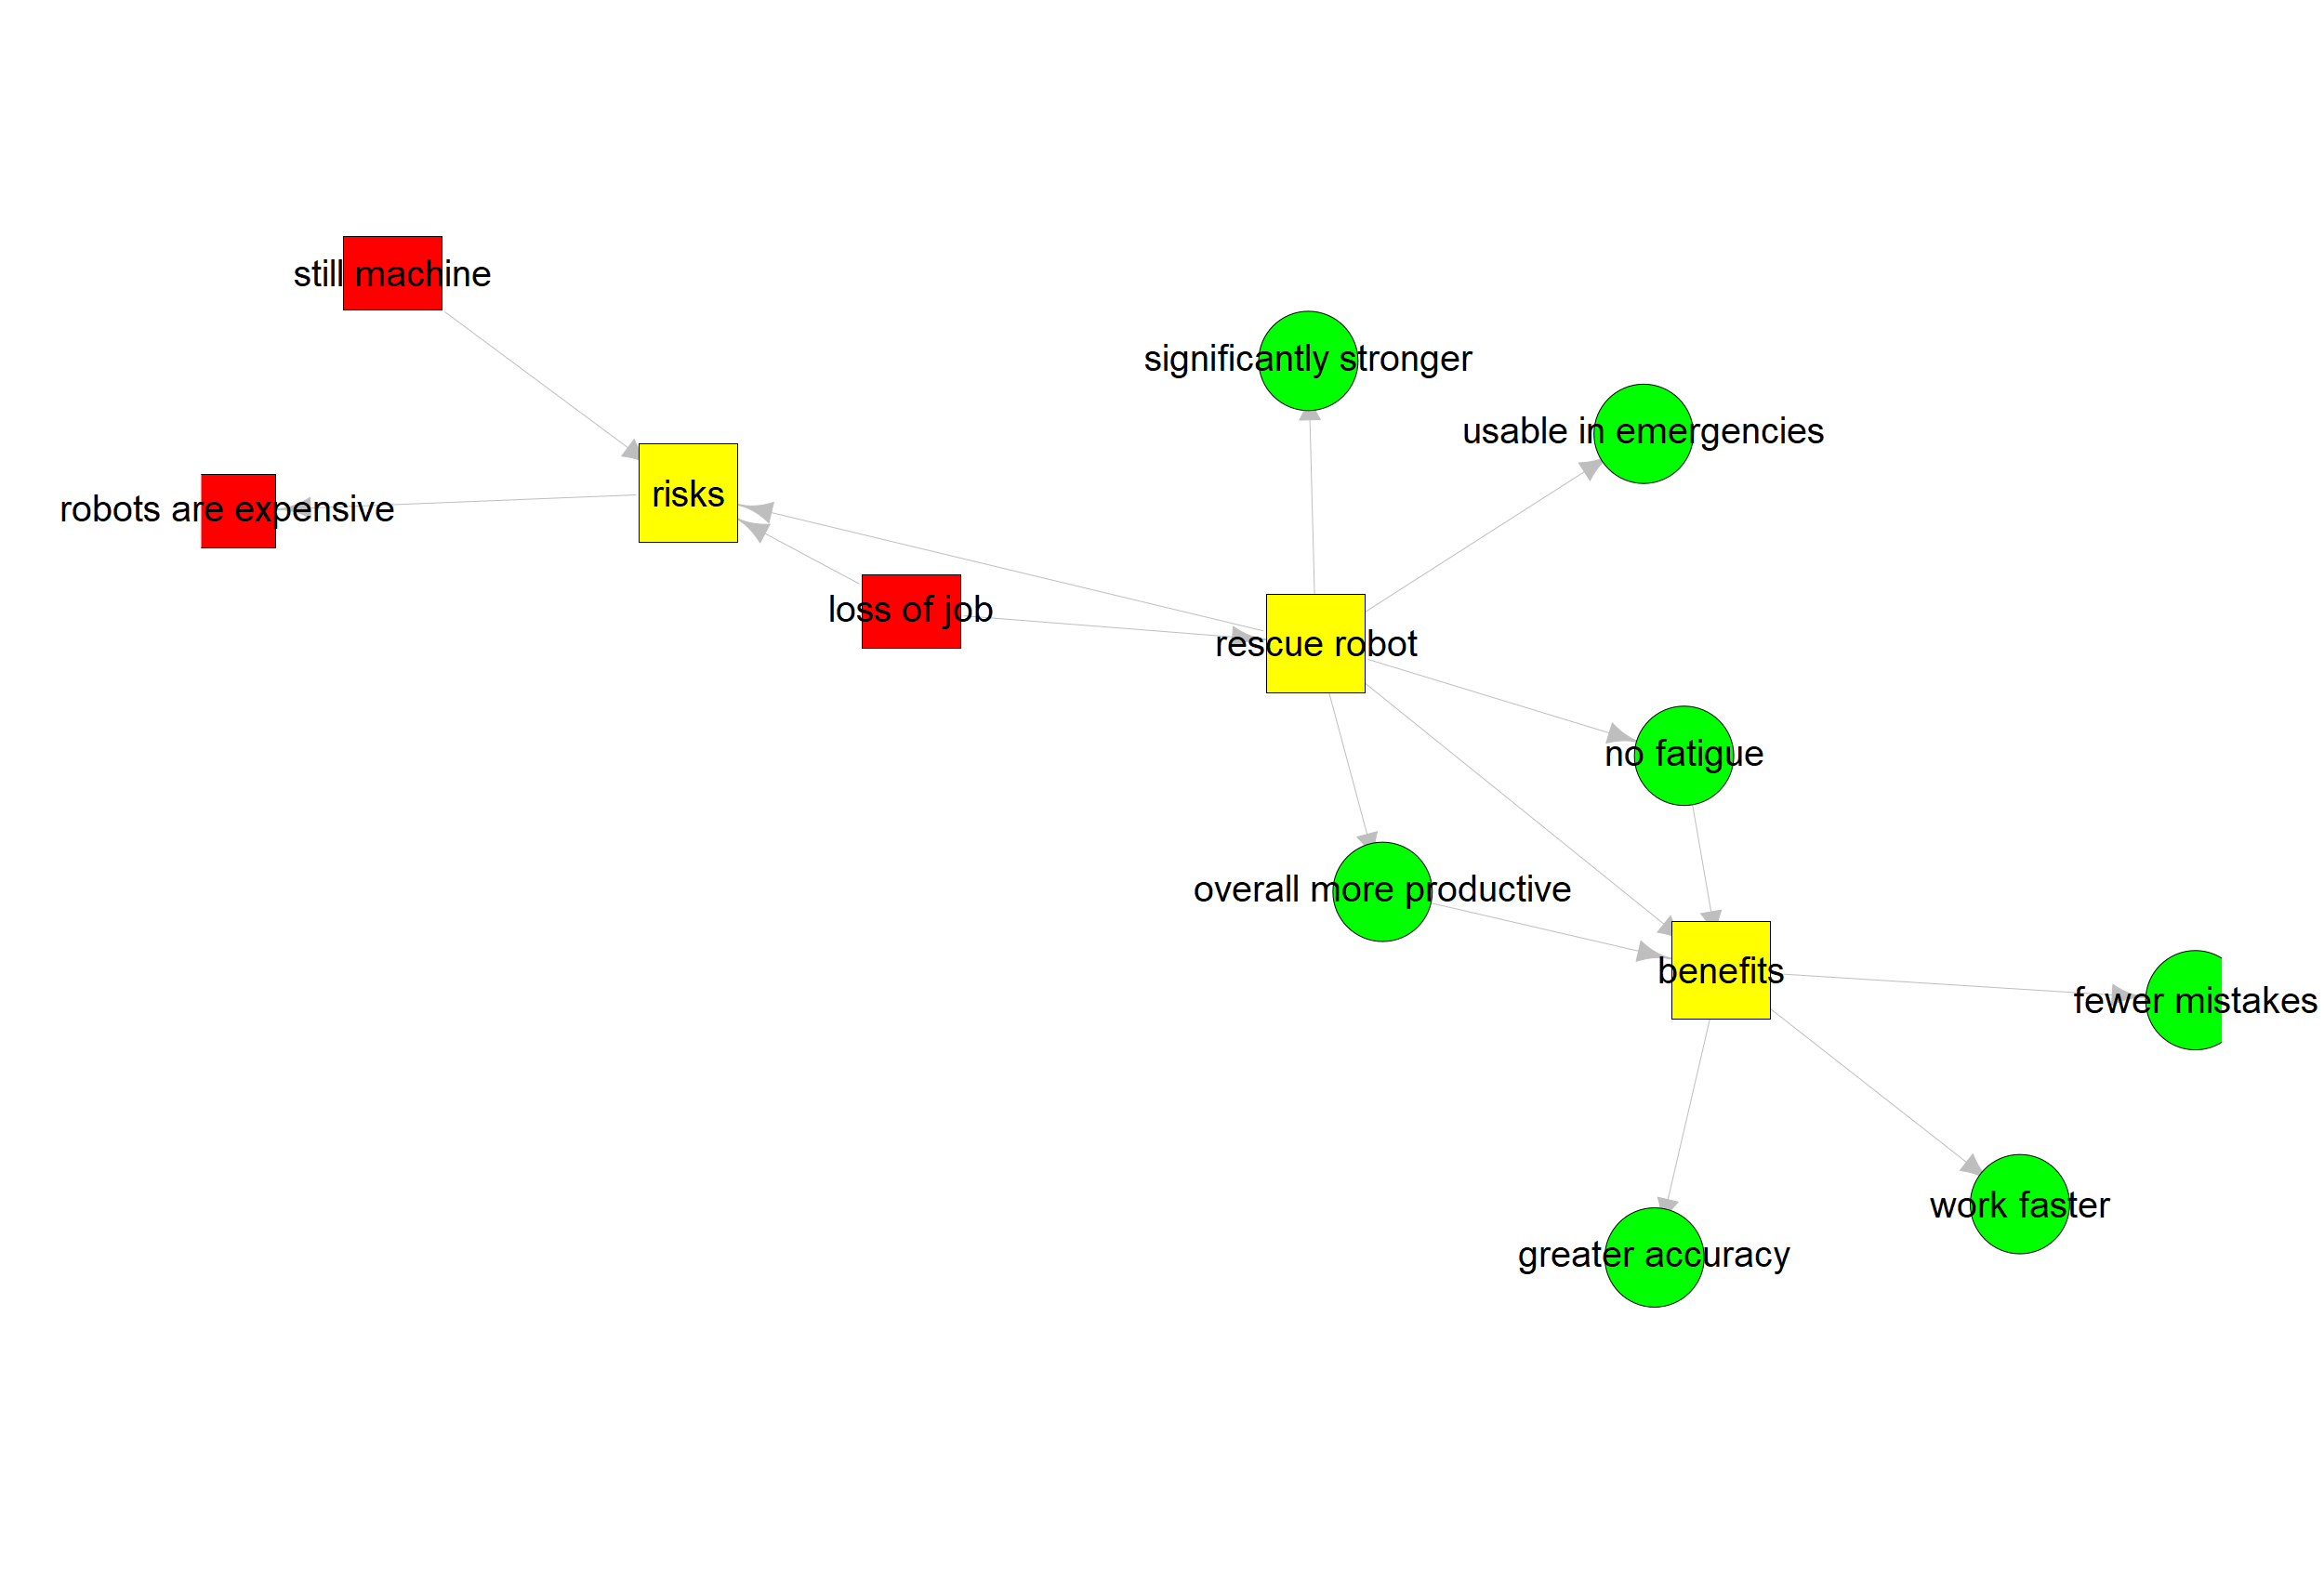 still machine
significantly stronger
usable in emergencies
risks
robots are expensive
loss of job
rescue robot
no fatigue
overall more productive
benefits
fewer mistakes
work faster
greater accuracy